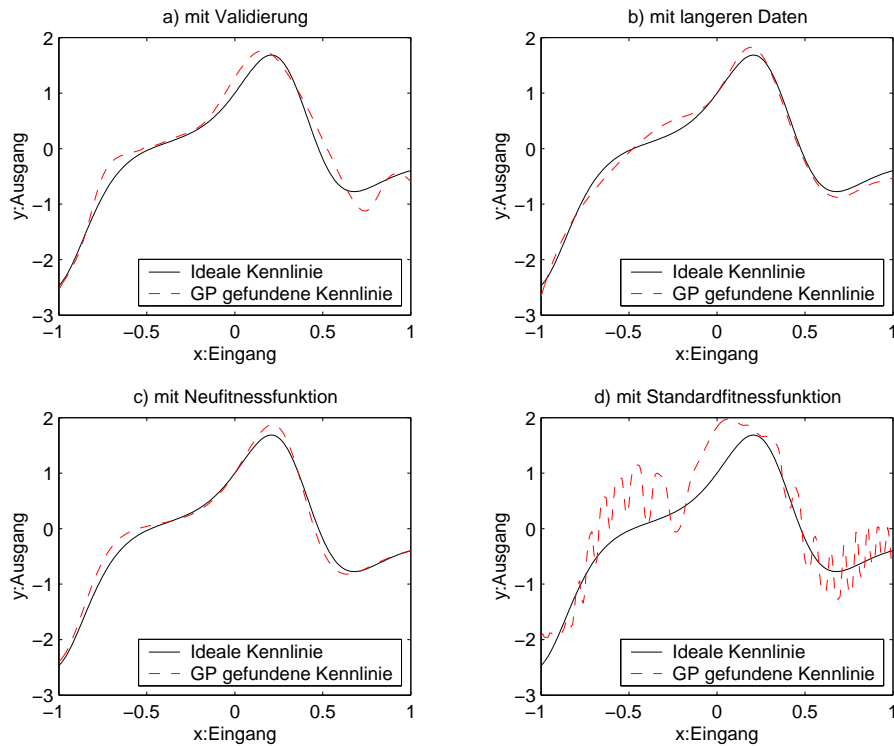 a) mit Validierung
2
1
0
−1
−2
−3
−1
−0.5
0
0.5
1
y:Ausgang
x:Eingang
Ideale Kennlinie
GP gefundene Kennlinie
b) mit langeren Daten
2
1
0
−1
−2
−3
−1
−0.5
0
0.5
1
y:Ausgang
x:Eingang
Ideale Kennlinie
GP gefundene Kennlinie
c) mit Neufitnessfunktion
2
1
0
−1
−2
−3
−1
−0.5
0
0.5
1
y:Ausgang
x:Eingang
Ideale Kennlinie
GP gefundene Kennlinie
d) mit Standardfitnessfunktion
2
1
0
−1
−2
−3
−1
−0.5
0
0.5
1
y:Ausgang
x:Eingang
Ideale Kennlinie
GP gefundene Kennlinie